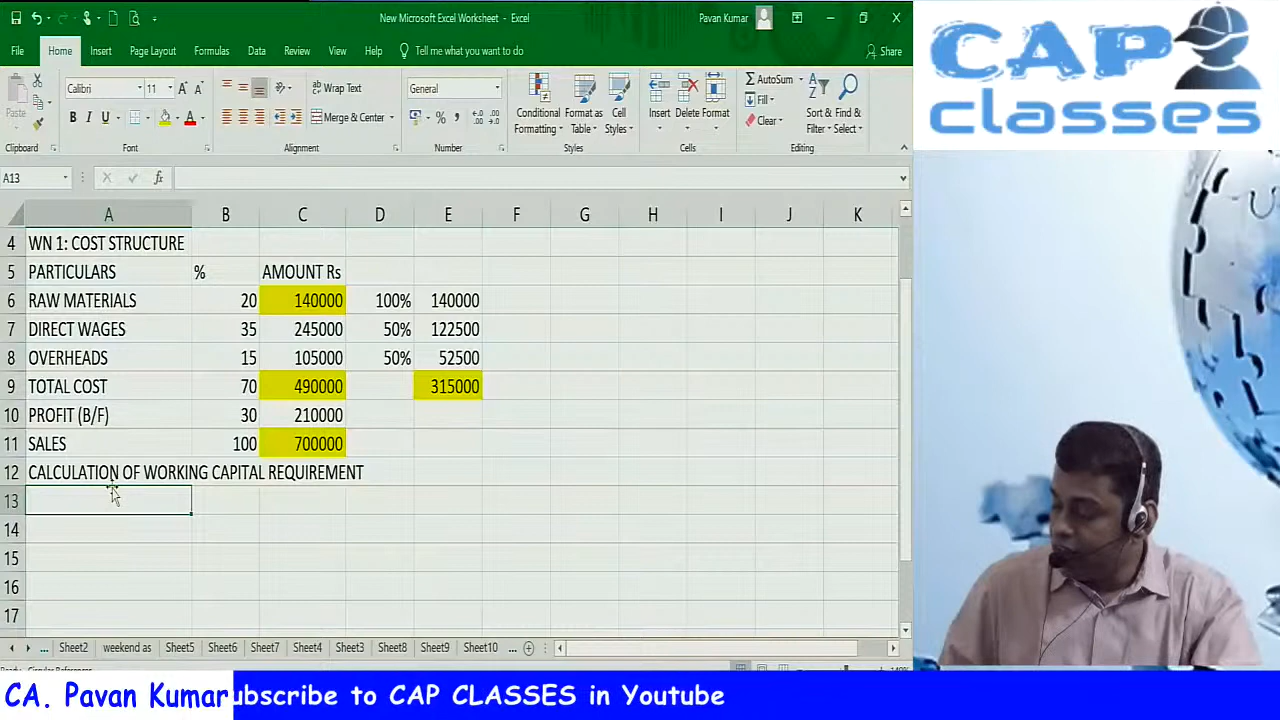 New Microsoft Excel Worksheet - Excel
Pavan Kumar
File Home Insert Page Layout Formulas Data Review View Help Tell me what you want to do Share
CAP
classes
Paste
Calibri 11
B I U
Wrap Text
Merge & Center
General
%
Conditional Formatting
Format as Table
Cell Styles
Insert Delete Format
AutoSum
Fill
Clear
Sort & Filter
Find & Select
Clipboard Font Alignment Number Styles Cells Editing
A13 fx
A B C D E F G H I J K
4 WN 1: COST STRUCTURE
5 PARTICULARS % AMOUNT Rs
6 RAW MATERIALS 20 140000 100% 140000
7 DIRECT WAGES 35 245000 50% 122500
8 OVERHEADS 15 105000 50% 52500
9 TOTAL COST 70 490000 315000
10 PROFIT (B/F) 30 210000
11 SALES 100 700000
12 CALCULATION OF WORKING CAPITAL REQUIREMENT
13
14
15
16
17
... Sheet2 weekend as Sheet5 Sheet6 Sheet7 Sheet4 Sheet3 Sheet8 Sheet9 Sheet10 ...
CA. Pavan Kumar ubscribe to CAP CLASSES in Youtube